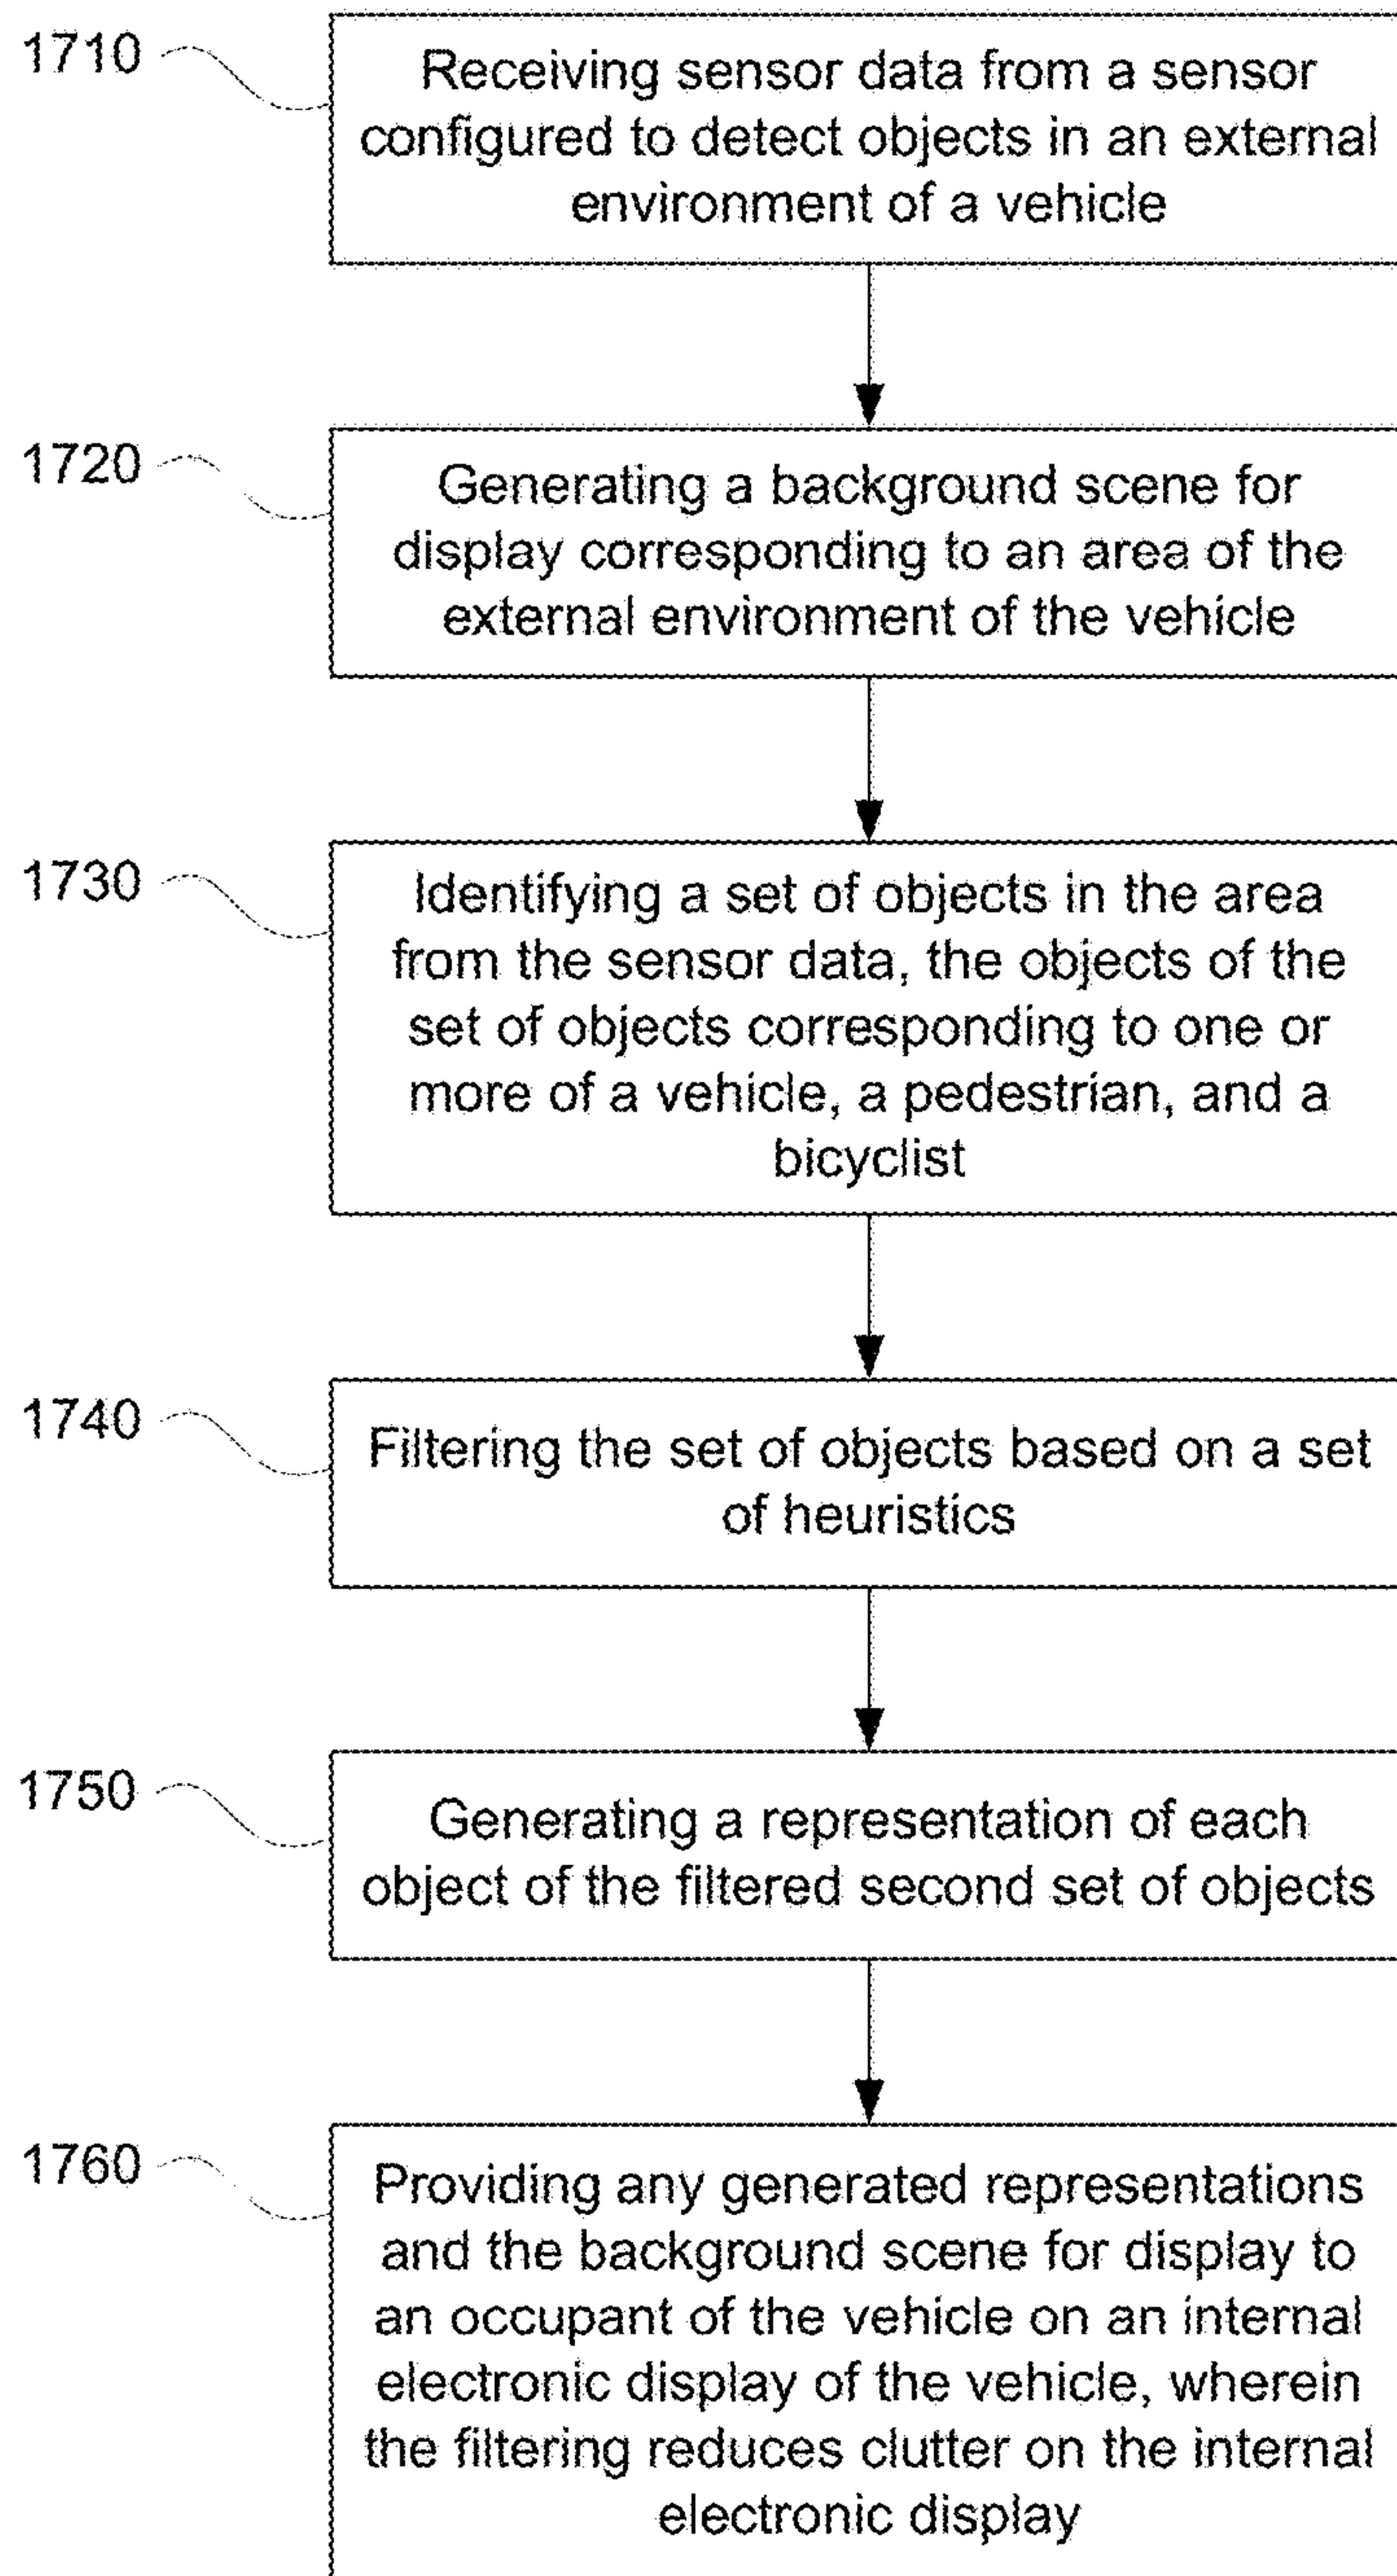 1710
Receiving sensor data from a sensor
configured to detect objects in an external
environment of a vehicle
1720
Generating a background scene for
display corresponding to an area of the
external environment of the vehicle
1730
Identifying a set of objects in the area
from the sensor data, the objects of the
set of objects corresponding to one or
more of a vehicle, a pedestrian, and a
bicyclist
1740
Filtering the set of objects based on a set
of heuristics
1750
Generating a representation of each
object of the filtered second set of objects
1760
Providing any generated representations
and the background scene for display to
an occupant of the vehicle on an internal
electronic display of the vehicle, wherein
the filtering reduces clutter on the internal
electronic display